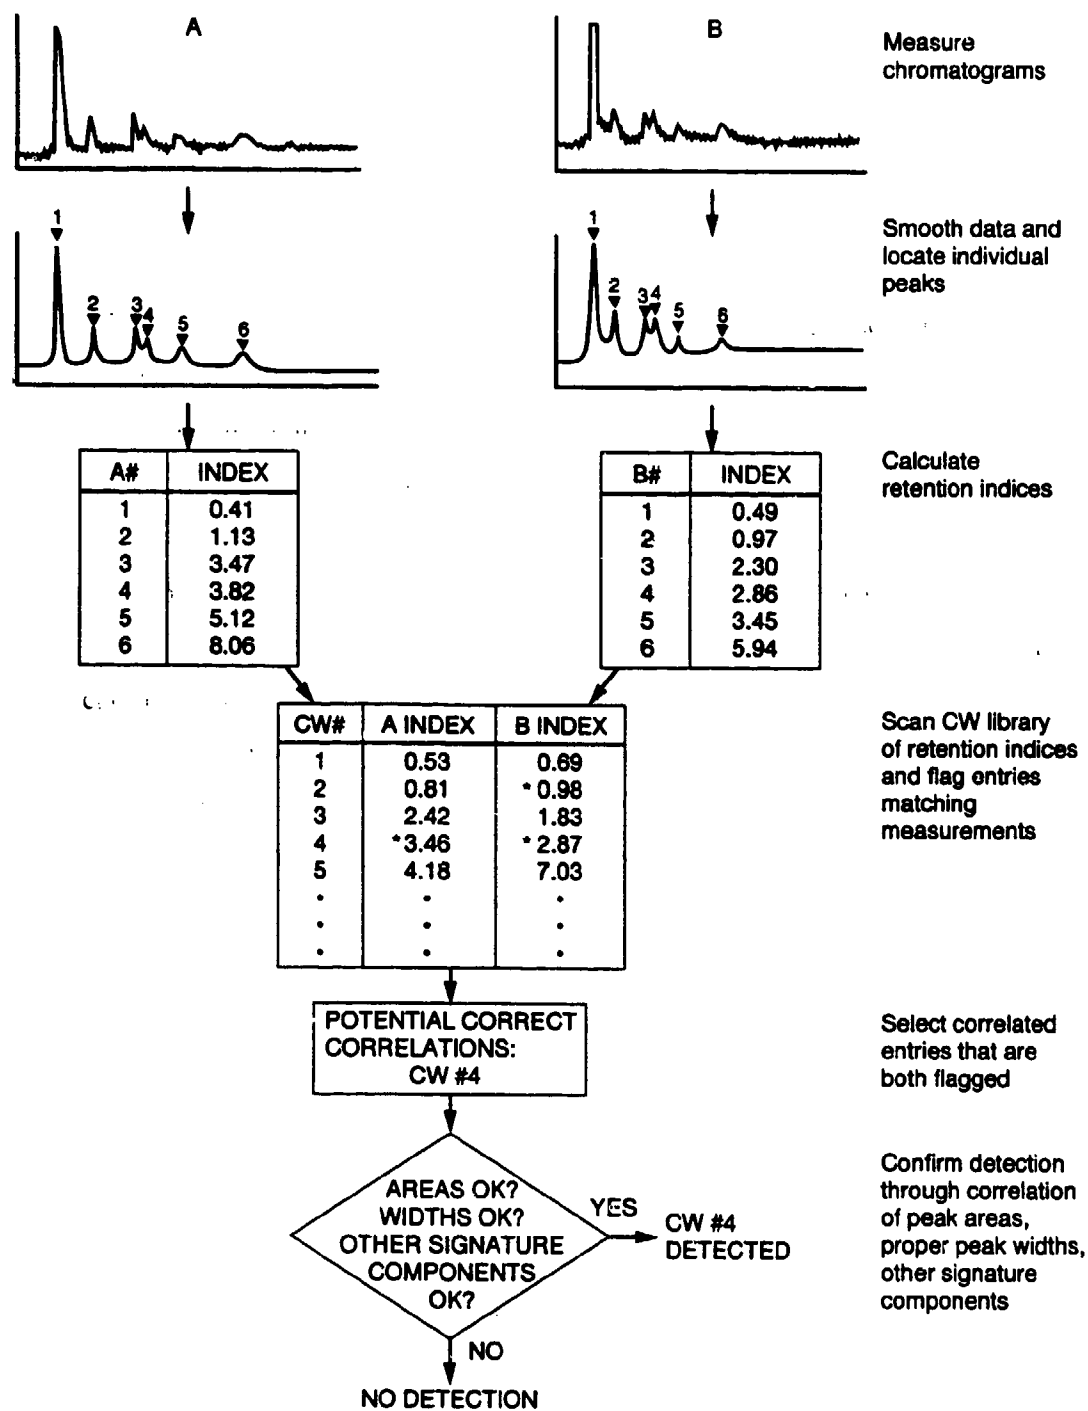 A
B
Measure
chromatograms
1
2
3
4
5
6
1
2
3
4
5
6
Smooth data and
locate individual
peaks
A# INDEX
1 0.41
2 1.13
3 3.47
4 3.82
5 5.12
6 8.06
B# INDEX
1 0.49
2 0.97
3 2.30
4 2.86
5 3.45
6 5.94
Calculate
retention indices
CW# A INDEX B INDEX
1 0.53 0.69
2 0.81 *0.98
3 2.42 1.83
4 *3.46 *2.87
5 4.18 7.03
Scan CW library
of retention indices
and flag entries
matching
measurements
POTENTIAL CORRECT
CORRELATIONS:
CW #4
Select correlated
entries that are
both flagged
AREAS OK?
WIDTHS OK?
OTHER SIGNATURE
COMPONENTS
OK?
YES
CW #4
DETECTED
Confirm detection
through correlation
of peak areas,
proper peak widths,
other signature
components
NO
NO DETECTION